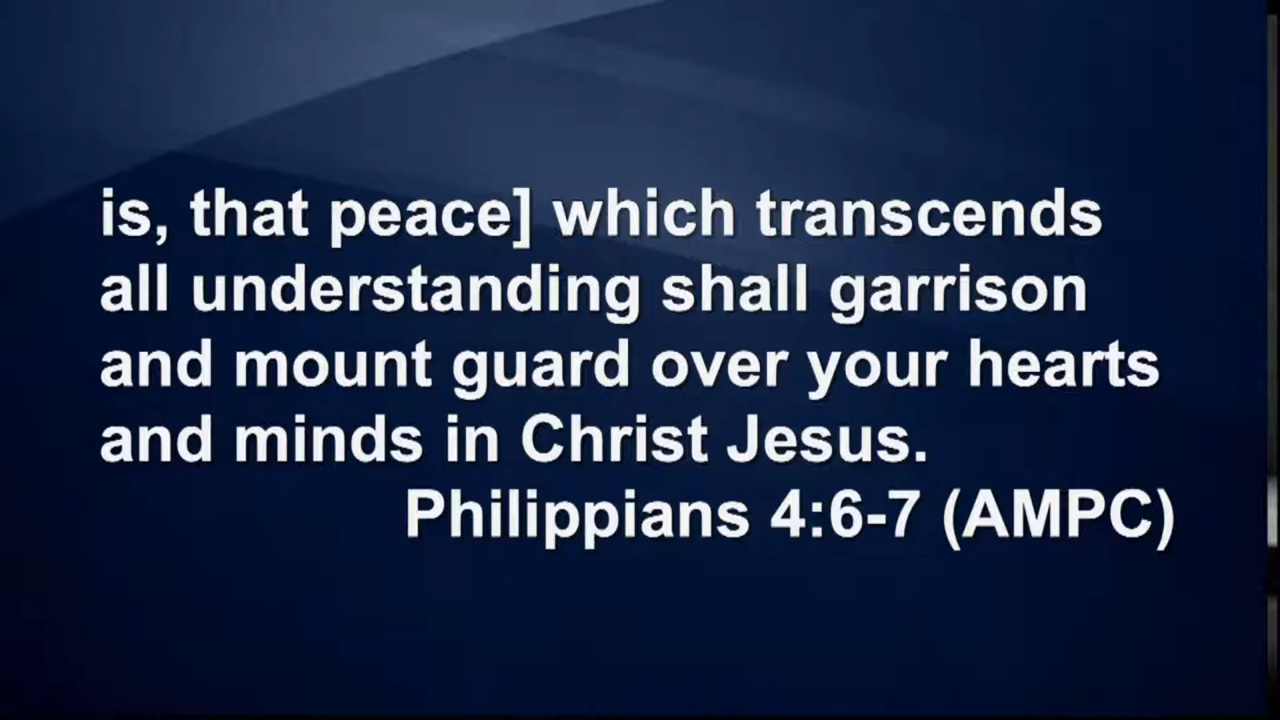 is, that peace] which transcends
all understanding shall garrison
and mount guard over your hearts
and minds in Christ Jesus.
Philippians 4:6-7 (AMPC)